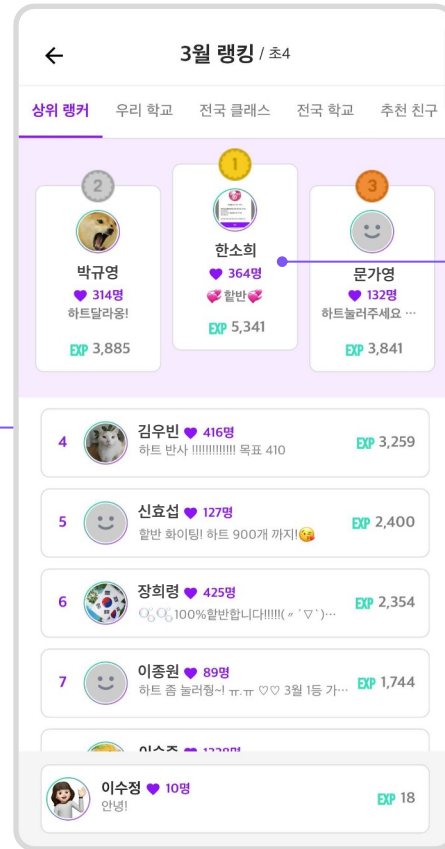 3월 랭킹 / 초4
상위 랭커 우리 학교 전국 클래스 전국 학교 추천 친구
1
한소희
364명
핱반
EXP 5,341
2
박규영
314명
하트달라옹!
EXP 3,885
3
문가영
132명
하트눌러주세요 …
EXP 3,841
4 김우빈 416명
하트 반사 !!!!!!!!!!!!! 목표 410
EXP 3,259
5 신효섭 127명
핱반 화이팅! 하트 900개 까지!😘
EXP 2,400
6 장희령 425명
100%핱반합니다!!!!!(〃´▽`)…
EXP 2,354
7 이종원 89명
하트 좀 눌러줭~! ㅠ.ㅠ ♡♡ 3월 1등 가…
EXP 1,744
이수정 10명
안녕!
EXP 18